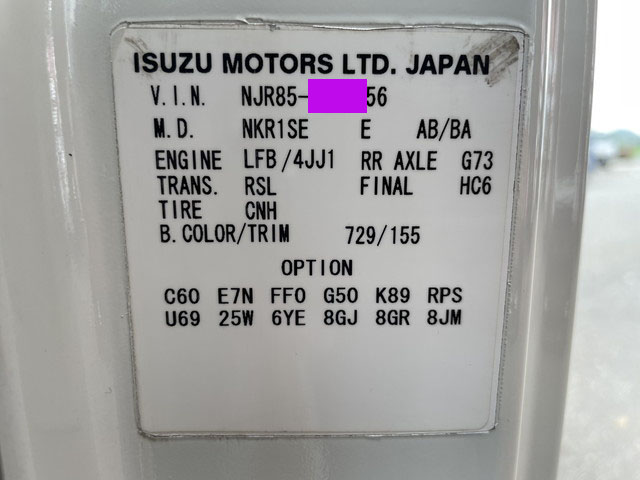 ISUZU MOTORS LTD. JAPAN
V.I.N. NJR85- 56
M.D. NKR1SE E AB/BA
ENGINE LFB/4JJ1 RR AXLE G73
TRANS. RSL FINAL HC6
TIRE CNH
B.COLOR/TRIM 729/155
OPTION
C60 E7N FF0 G50 K89 RPS
U69 25W 6YE 8GJ 8GR 8JM